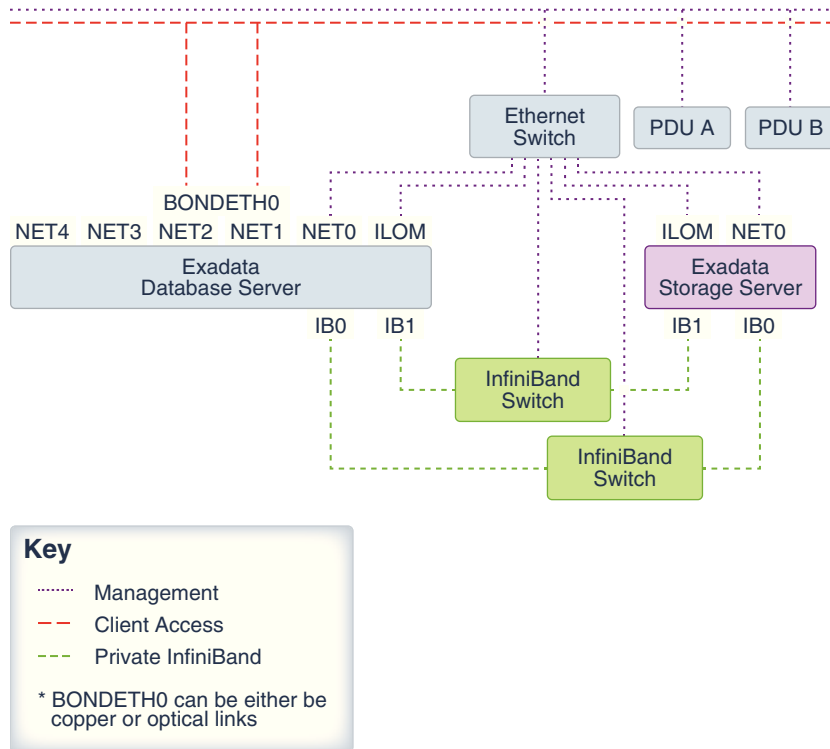 Ethernet
Switch
PDU A
PDU B
BONDETH0
NET4 NET3 NET2 NET1 NET0 ILOM
ILOM NET0
Exadata
Database Server
Exadata
Storage Server
IB0 IB1
IB1 IB0
InfiniBand
Switch
InfiniBand
Switch
Key
Management
Client Access
Private InfiniBand
* BONDETH0 can be either be
copper or optical links